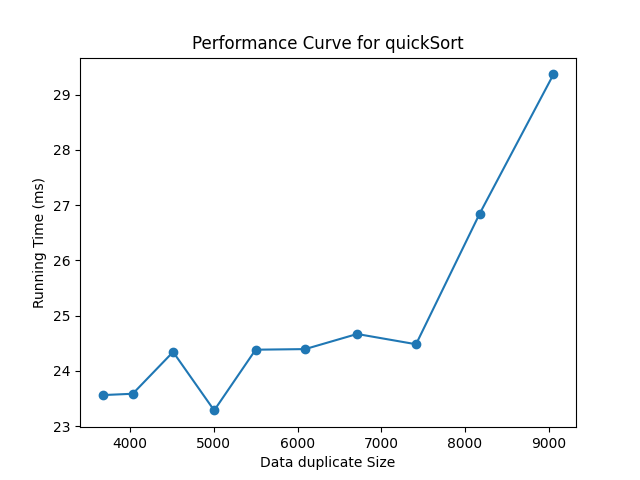 Performance Curve for quickSort
29
28
27
26
25
24
23
Running Time (ms)
4000 5000 6000 7000 8000 9000
Data duplicate Size